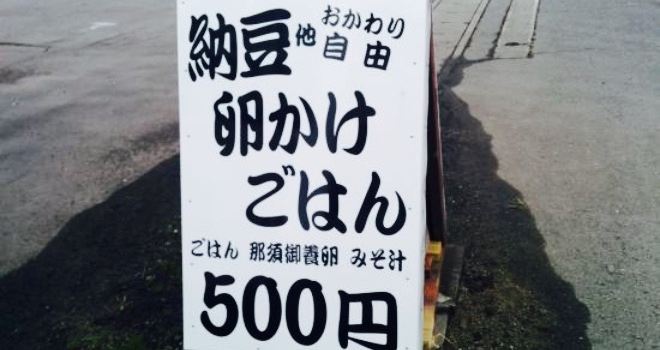 納豆他おかわり自由
卵かけ
ごはん
ごはん 那須御養卵 みそ汁
500円